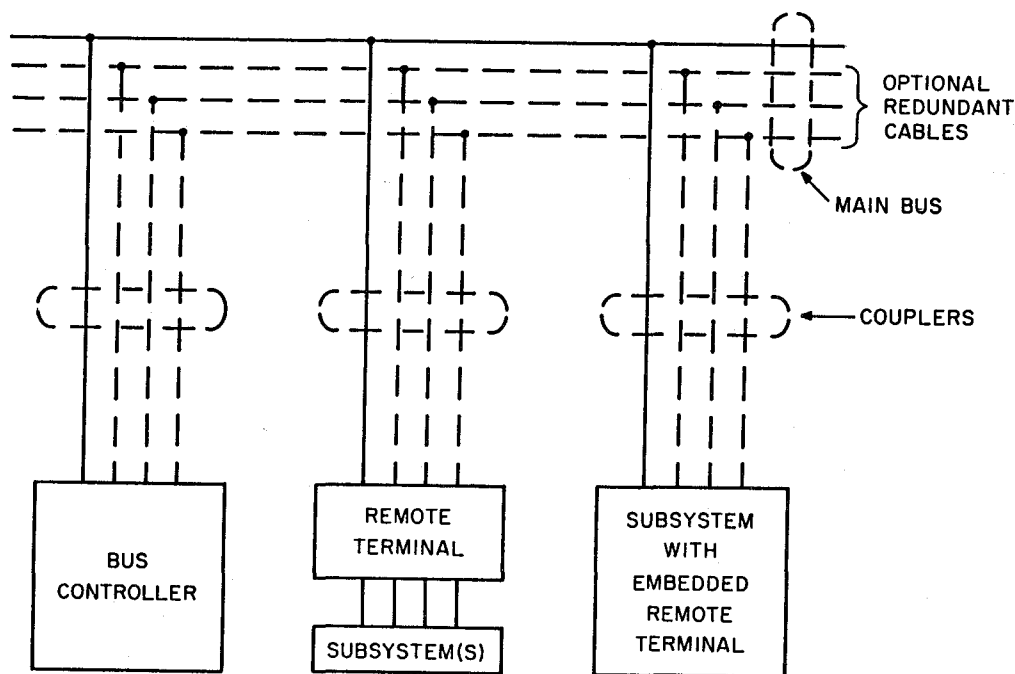 OPTIONAL
REDUNDANT
CABLES
MAIN BUS
COUPLERS
BUS
CONTROLLER
REMOTE
TERMINAL
SUBSYSTEM(S)
SUBSYSTEM
WITH
EMBEDDED
REMOTE
TERMINAL